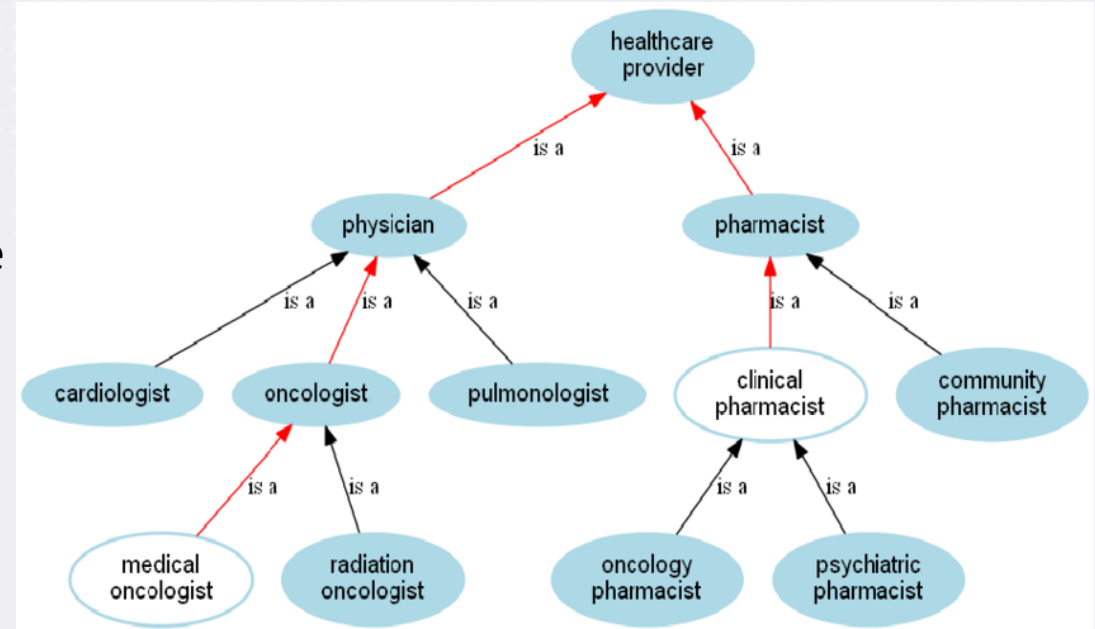 healthcare
provider
is a
is a
physician
pharmacist
e
is a
is a
is a
is a
is a
cardiologist
oncologist
pulmonologist
clinical
pharmacist
community
pharmacist
is a
is a
is a
is a
medical
oncologist
radiation
oncologist
oncology
pharmacist
psychiatric
pharmacist